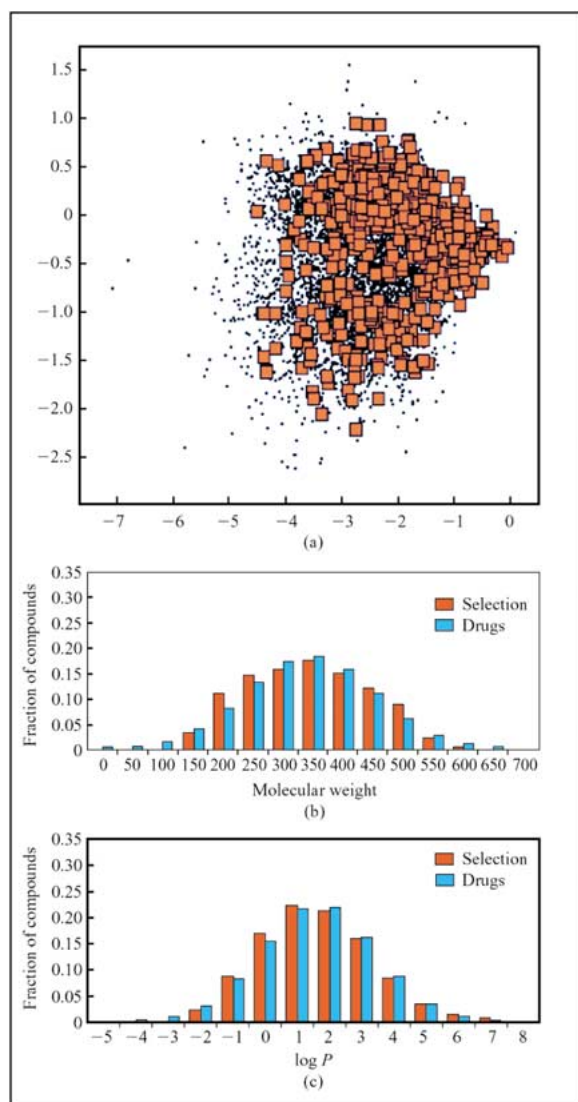 1.5
1.0
0.5
0
−0.5
−1.0
−1.5
−2.0
−2.5
−7 −6 −5 −4 −3 −2 −1 0
(a)
0.35
0.30
0.25
0.20
0.15
0.10
0.05
0
Fraction of compounds
Selection
Drugs
0 50 100 150 200 250 300 350 400 450 500 550 600 650 700
Molecular weight
(b)
0.35
0.30
0.25
0.20
0.15
0.10
0.05
0
Fraction of compounds
Selection
Drugs
−5 −4 −3 −2 −1 0 1 2 3 4 5 6 7 8
log P
(c)